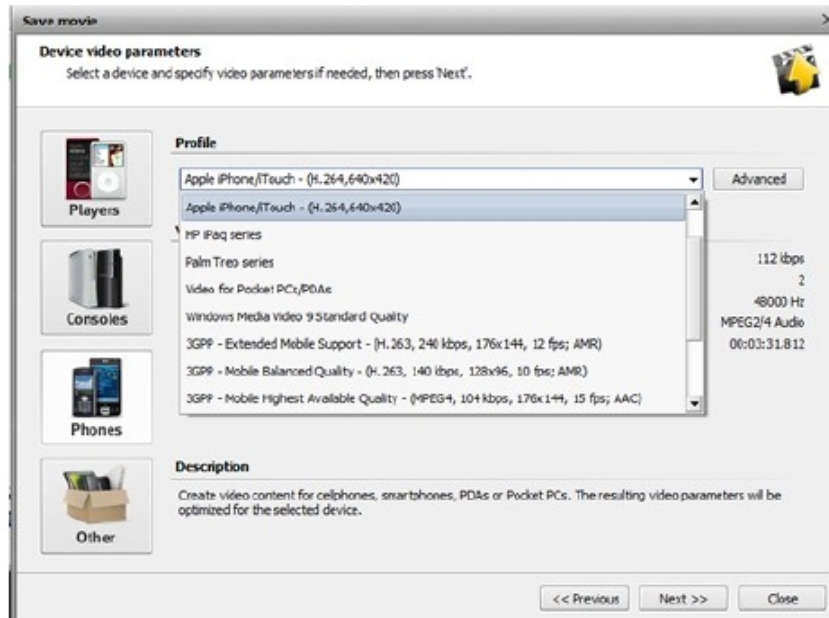 Save movie
Device video parameters
Select a device and specify video parameters if needed, then press 'Next'.
Players
Consoles
Phones
Other
Profile
Apple iPhone/iTouch - (H.264,640x420)
Advanced
Apple iPhone/iTouch - (H.264,640x420)
HP iPaq series
Palm Treo series
Video for Pocket PCs/PDAs
Windows Media Video 9 Standard Quality
3GPP - Extended Mobile Support - (H.263, 240 kbps, 176x144, 12 fps; AMR)
3GPP - Mobile Balanced Quality - (H.263, 140 kbps, 128x96, 10 fps; AMR)
3GPP - Mobile Highest Available Quality - (MPEG4, 104 kbps, 176x144, 15 fps; AAC)
112 kbps
2
48000 Hz
MPEG2/4 Audio
00:03:31.812
Description
Create video content for cellphones, smartphones, PDAs or Pocket PCs. The resulting video parameters will be
optimized for the selected device.
<< Previous
Next >>
Close